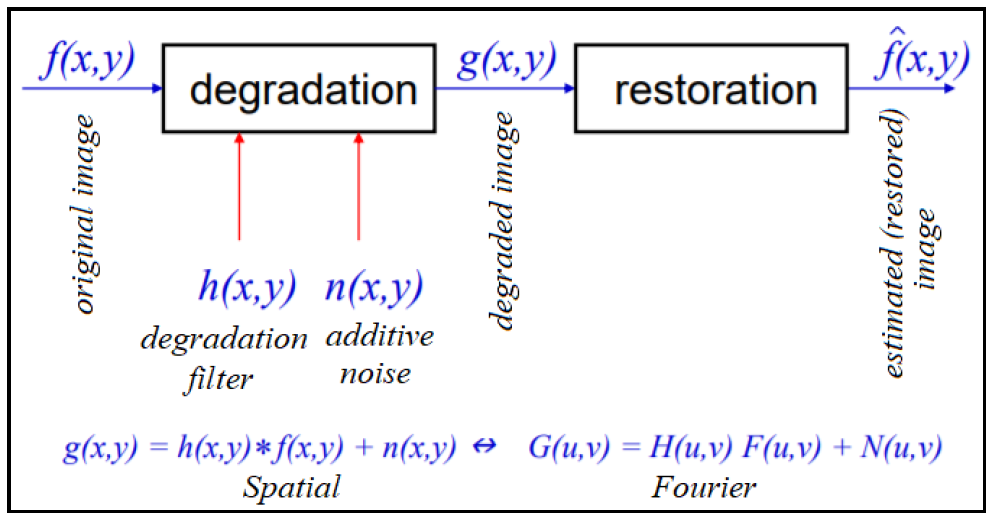 f(x,y)
degradation
g(x,y)
restoration
f̂(x,y)
original image
degraded image
estimated (restored)
image
h(x,y)
n(x,y)
degradation
filter
additive
noise
g(x,y) = h(x,y)*f(x,y) + n(x,y) ↔ G(u,v) = H(u,v) F(u,v) + N(u,v)
Spatial
Fourier